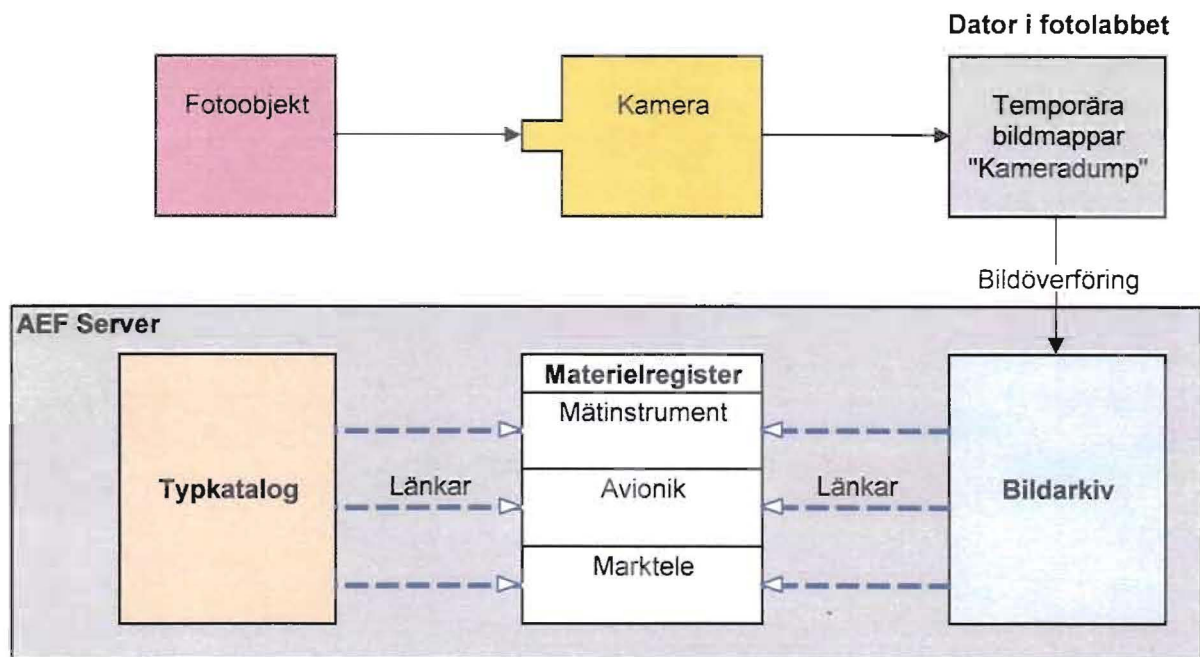 Dator i fotolabbet
Fotoobjekt
Kamera
Temporära
bildmappar
"Kameradump"
Bildöverföring
AEF Server
Typkatalog
Länkar
Materielregister
Mätinstrument
Avionik
Marktele
Länkar
Bildarkiv